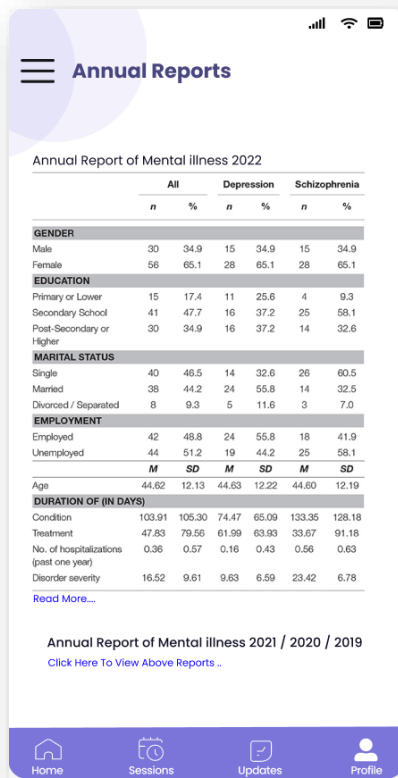 Annual Reports
Annual Report of Mental illness 2022
All Depression Schizophrenia
n % n % n %
GENDER
Male 30 34.9 15 34.9 15 34.9
Female 56 65.1 28 65.1 28 65.1
EDUCATION
Primary or Lower 15 17.4 11 25.6 4 9.3
Secondary School 41 47.7 16 37.2 25 58.1
Post-Secondary or 30 34.9 16 37.2 14 32.6
Higher
MARITAL STATUS
Single 40 46.5 14 32.6 26 60.5
Married 38 44.2 24 55.8 14 32.5
Divorced / Separated 8 9.3 5 11.6 3 7.0
EMPLOYMENT
Employed 42 48.8 24 55.8 18 41.9
Unemployed 44 51.2 19 44.2 25 58.1
M SD M SD M SD
Age 44.62 12.13 44.63 12.22 44.60 12.19
DURATION OF (IN DAYS)
Condition 103.91 105.30 74.47 65.09 133.35 128.18
Treatment 47.83 79.56 61.99 63.93 33.67 91.18
No. of hospitalizations 0.36 0.57 0.16 0.43 0.56 0.63
(past one year)
Disorder severity 16.52 9.61 9.63 6.59 23.42 6.78
Read More....
Annual Report of Mental illness 2021 / 2020 / 2019
Click Here To View Above Reports ..
Home Sessions Updates Profile